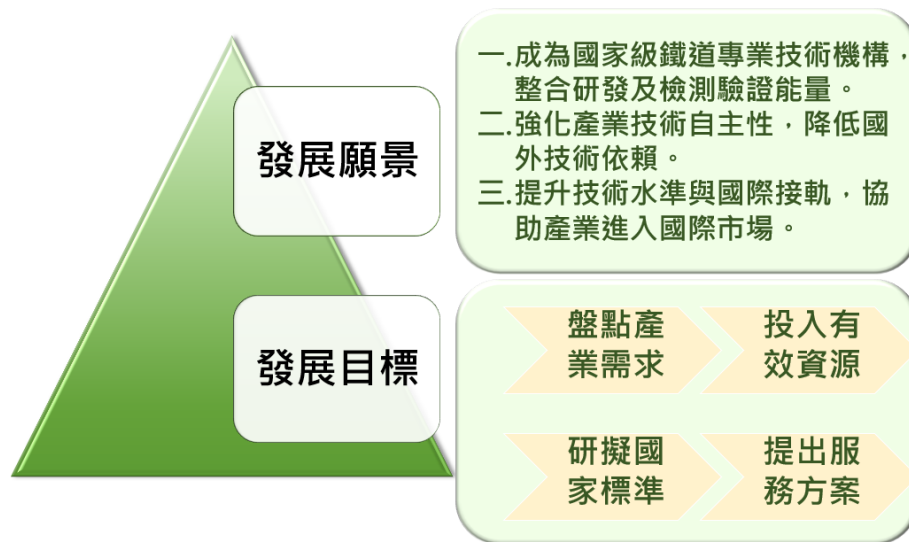 發展願景
一.成為國家級鐵道專業技術機構，
整合研發及檢測驗證能量。
二.強化產業技術自主性，降低國
外技術依賴。
三.提升技術水準與國際接軌，協
助產業進入國際市場。
發展目標
盤點產
業需求
投入有
效資源
研擬國
家標準
提出服
務方案